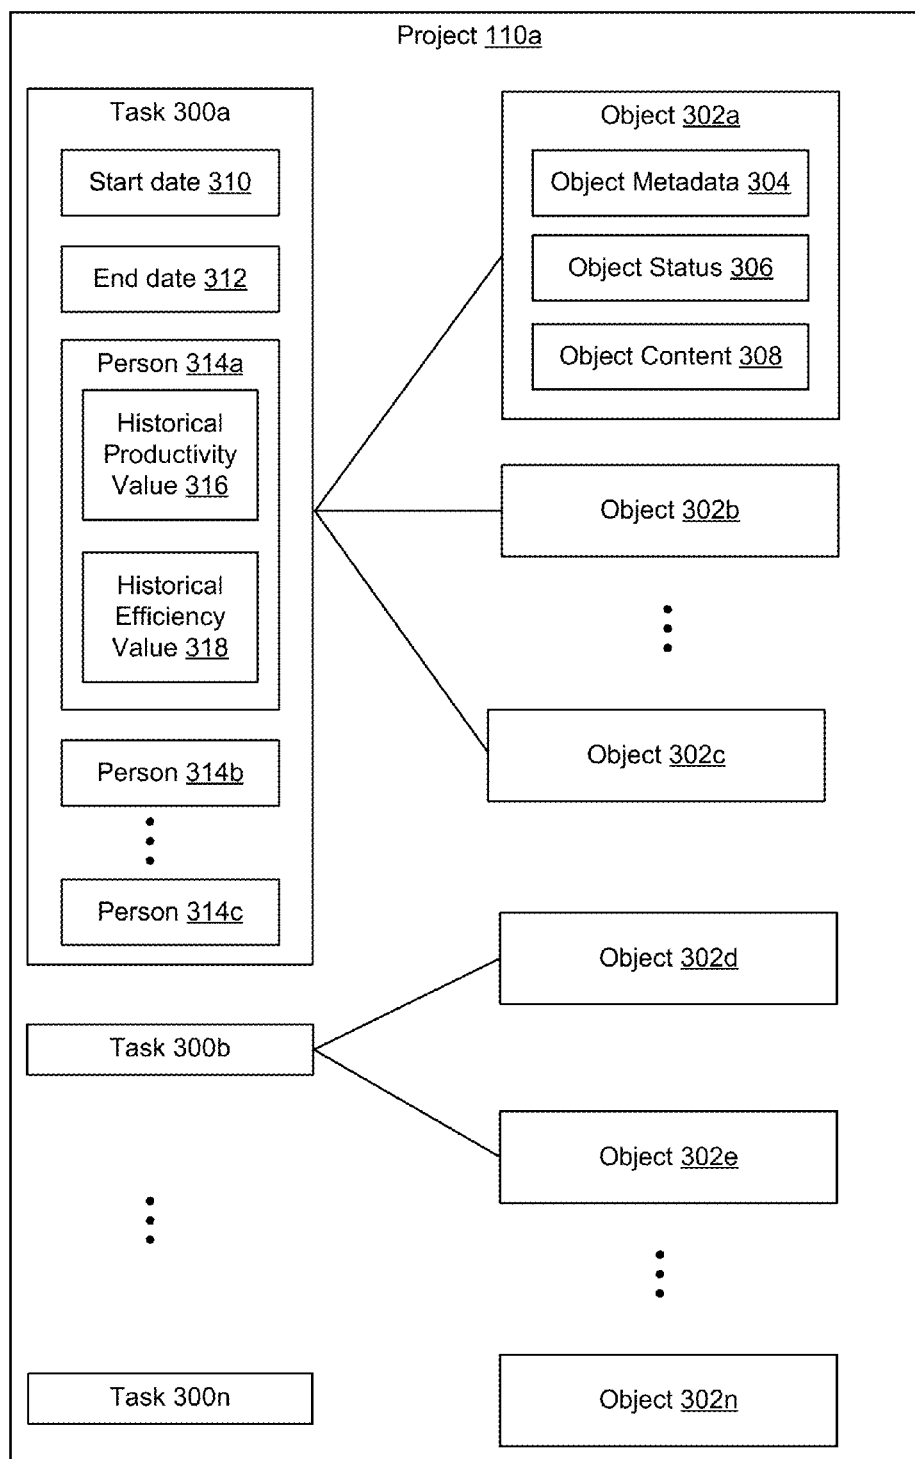 Project 110a
Task 300a
Start date 310
End date 312
Person 314a
Historical
Productivity
Value 316
Historical
Efficiency
Value 318
Person 314b
Person 314c
Object 302a
Object Metadata 304
Object Status 306
Object Content 308
Object 302b
Object 302c
Task 300b
Object 302d
Object 302e
Task 300n
Object 302n